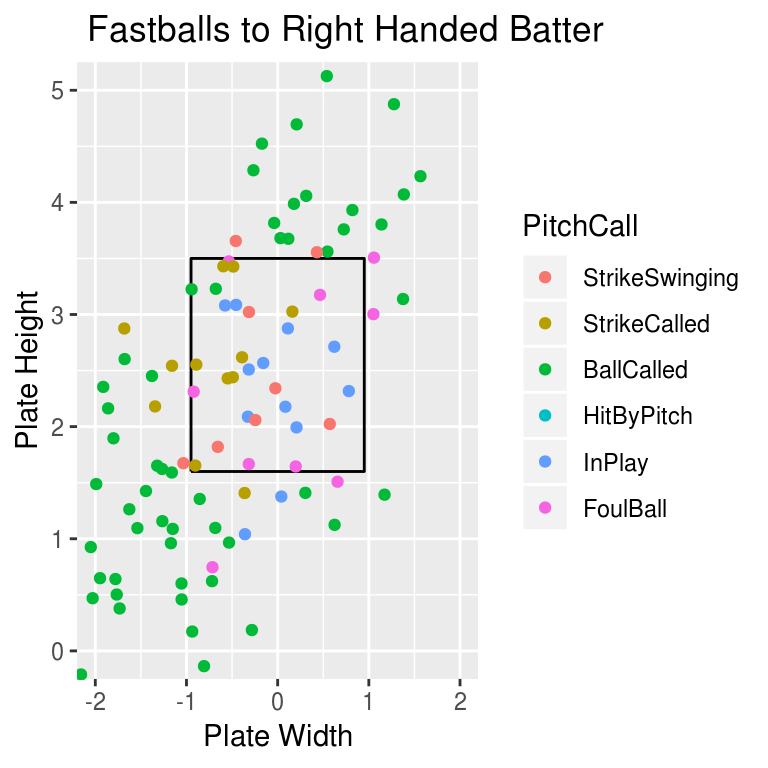 Fastballs to Right Handed Batter
5
4
3
2
1
0
Plate Height
-2 -1 0 1 2
Plate Width
PitchCall
StrikeSwinging
StrikeCalled
BallCalled
HitByPitch
InPlay
FoulBall